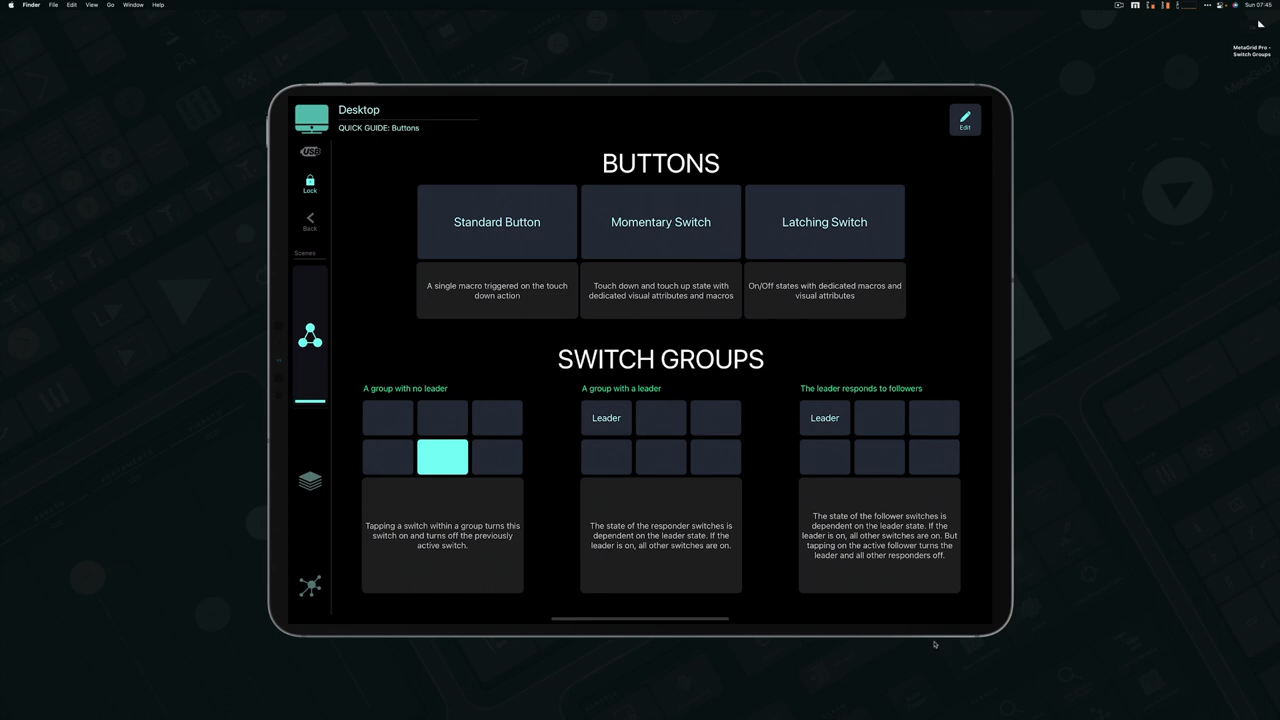 Finder File Edit View Go Window Help
Sun 07:45
MetaGrid Pro -
Switch Groups
Desktop
QUICK GUIDE: Buttons
Edit
USB
Lock
Back
Scenes
BUTTONS
Standard Button
Momentary Switch
Latching Switch
A single macro triggered on the touch
down action
Touch down and touch up state with
dedicated visual attributes and macros
On/Off states with dedicated macros and
visual attributes
SWITCH GROUPS
A group with no leader
Tapping a switch within a group turns this
switch on and turns off the previously
active switch.
A group with a leader
Leader
The state of the responder switches is
dependent on the leader state. If the
leader is on, all other switches are on.
The leader responds to followers
Leader
The state of the follower switches is
dependent on the leader state. If the
leader is on, all other switches are on. But
tapping on the active follower turns the
leader and all other responders off.